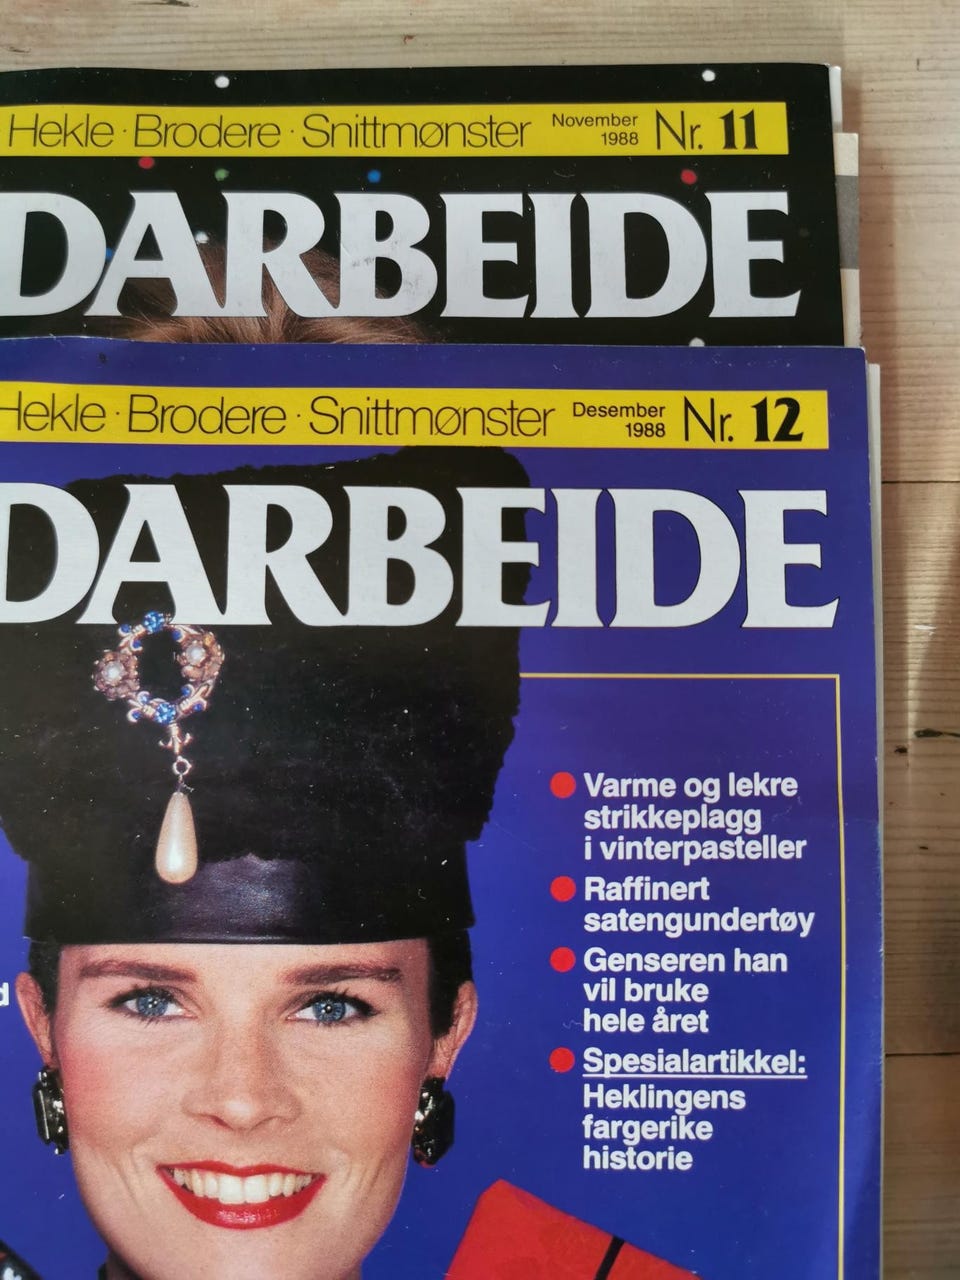 Hekle · Brodere · Snittmønster November 1988 Nr. 11
DARBEIDE
Hekle · Brodere · Snittmønster Desember 1988 Nr. 12
DARBEIDE
Varme og lekre
strikkeplagg
i vinterpasteller
Raffinert
satengundertøy
Genseren han
vil bruke
hele året
Spesialartikkel:
Heklingens
fargerike
historie
d